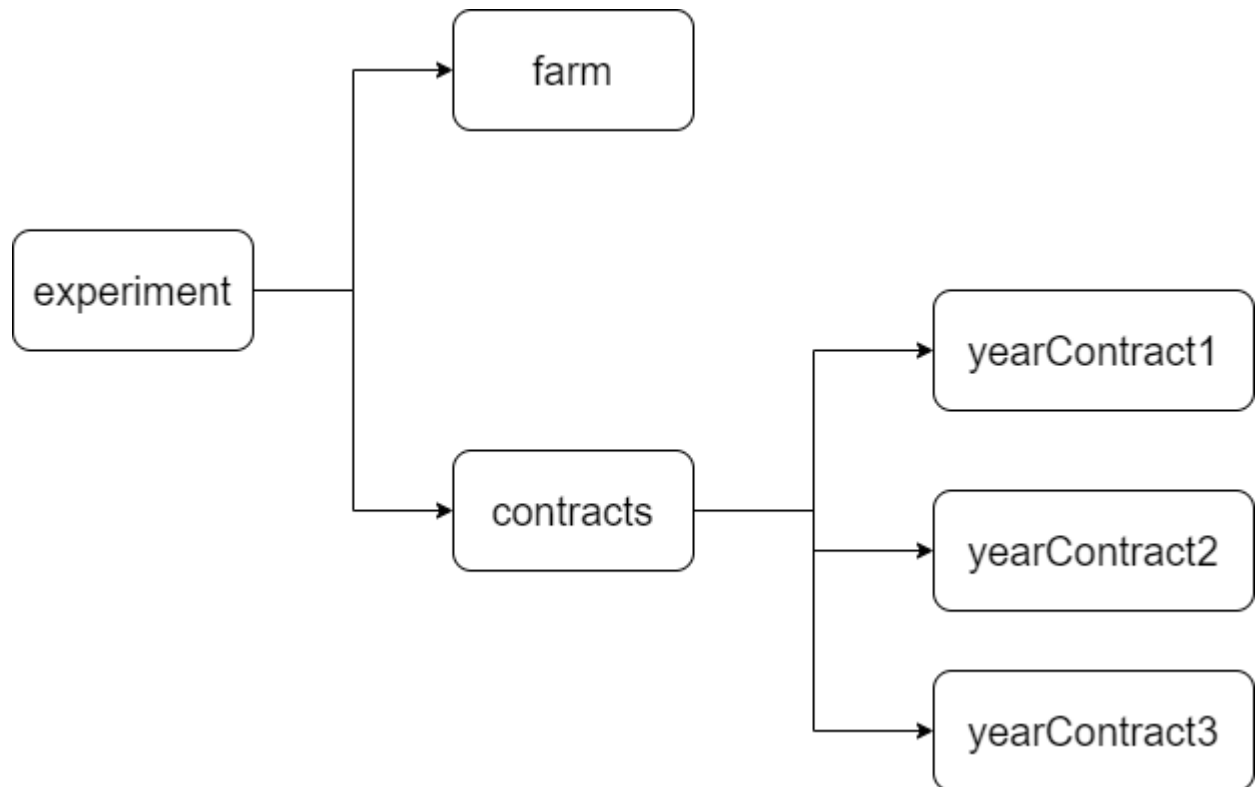 farm
experiment
contracts
yearContract1
yearContract2
yearContract3